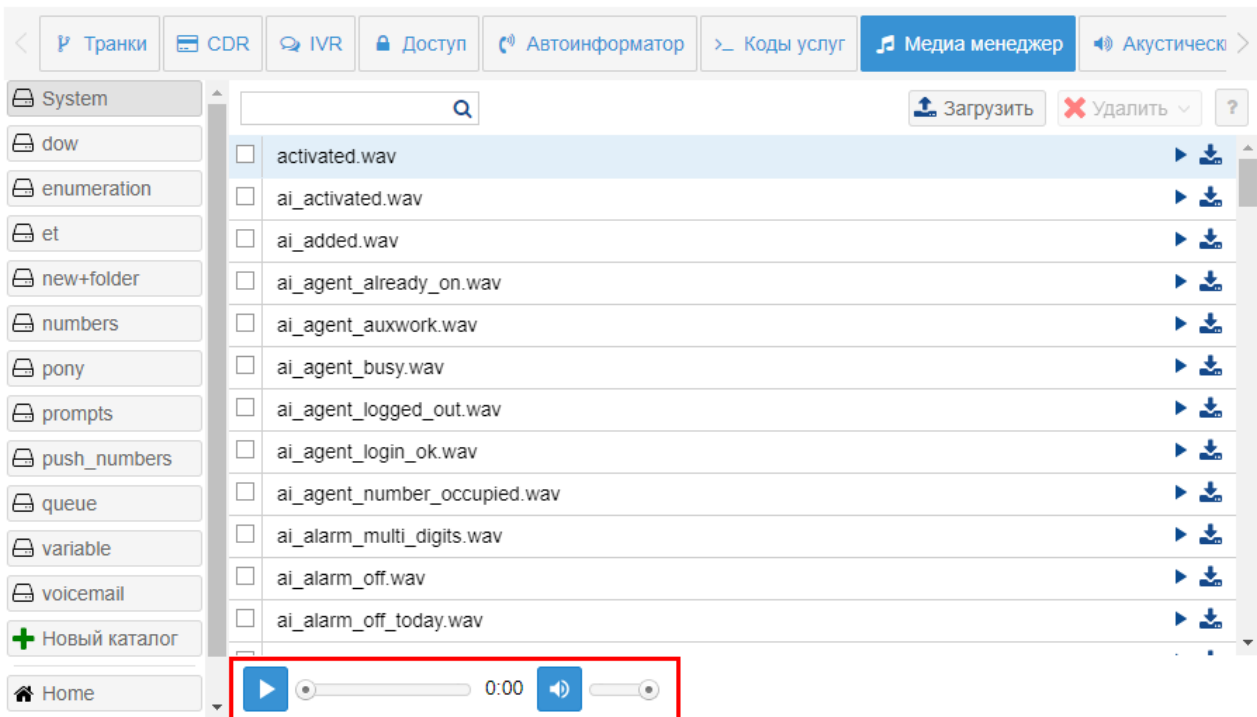 Транки CDR IVR Доступ Автоинформатор >_ Коды услуг Медиа менеджер Акустическ
System
dow
enumeration
et
new+folder
numbers
pony
prompts
push_numbers
queue
variable
voicemail
Новый каталог
Home
Загрузить Удалить ?
activated.wav
ai_activated.wav
ai_added.wav
ai_agent_already_on.wav
ai_agent_auxwork.wav
ai_agent_busy.wav
ai_agent_logged_out.wav
ai_agent_login_ok.wav
ai_agent_number_occupied.wav
ai_alarm_multi_digits.wav
ai_alarm_off.wav
ai_alarm_off_today.wav
0:00